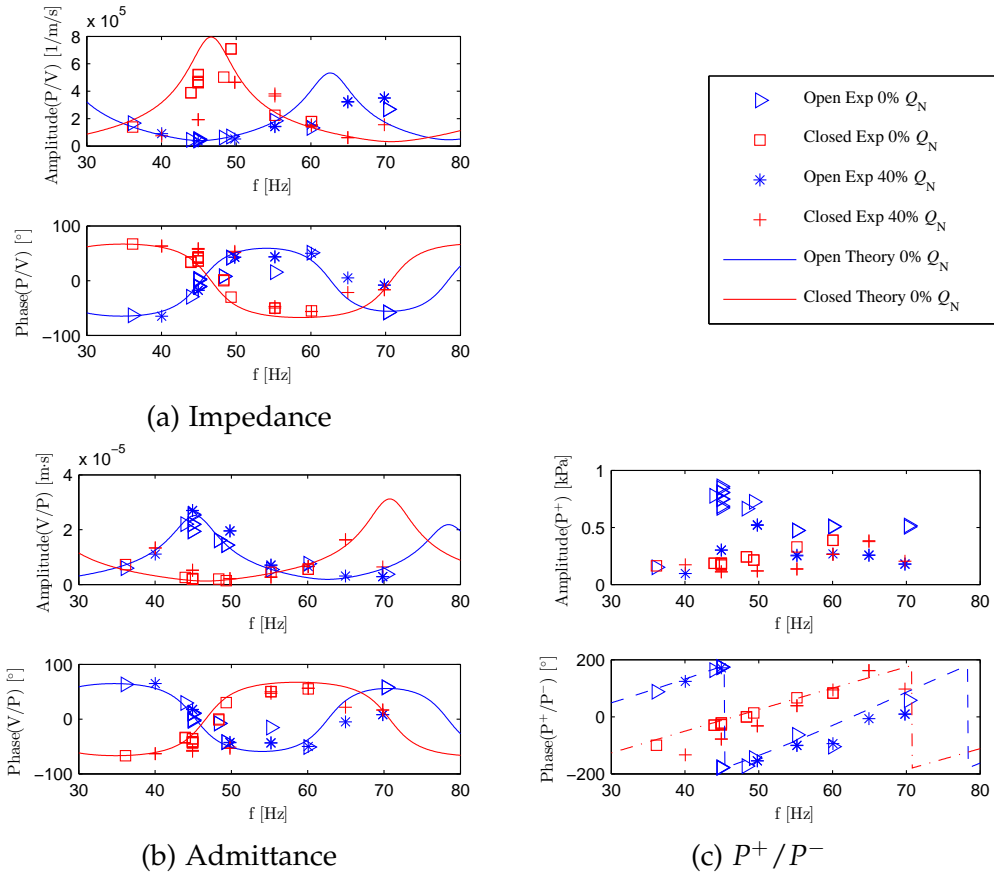 × 10⁵
8
6
4
2
0
Amplitude(P/V) [1/m/s]
30 40 50 60 70 80
f [Hz]
100
0
−100
Phase(P/V) [°]
30 40 50 60 70 80
f [Hz]
(a) Impedance
Open Exp 0% Q_N
Closed Exp 0% Q_N
Open Exp 40% Q_N
Closed Exp 40% Q_N
Open Theory 0% Q_N
Closed Theory 0% Q_N
× 10⁻⁵
4
2
0
Amplitude(V/P) [m·s]
30 40 50 60 70 80
f [Hz]
100
0
−100
Phase(V/P) [°]
30 40 50 60 70 80
f [Hz]
(b) Admittance
1
0.5
0
Amplitude(P⁺) [kPa]
30 40 50 60 70 80
f [Hz]
200
0
−200
Phase(P⁺/P⁻) [°]
30 40 50 60 70 80
f [Hz]
(c) P⁺/P⁻